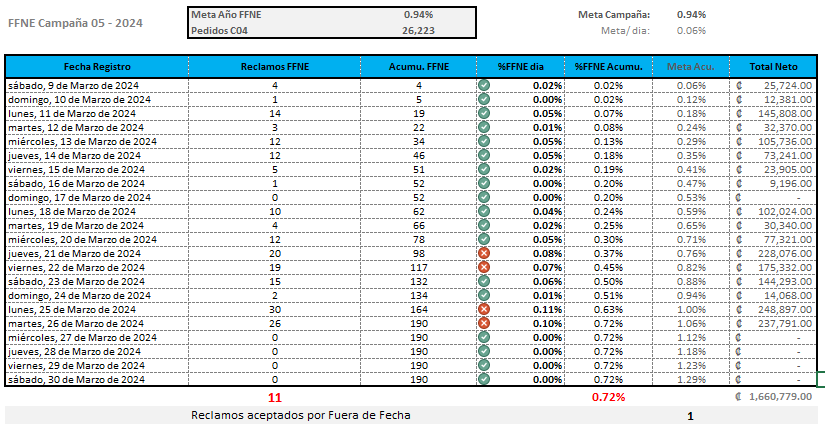 FFNE Campaña 05 - 2024
Meta Año FFNE 0.94%
Pedidos C04 26,223
Meta Campaña: 0.94%
Meta/dia: 0.06%
Fecha Registro Reclamos FFNE Acumu. FFNE %FFNE dia %FFNE Acumu. Meta Acu. Total Neto
sábado, 9 de Marzo de 2024 4 4 0.02% 0.02% 0.06% ₡ 25,724.00
domingo, 10 de Marzo de 2024 1 5 0.00% 0.02% 0.12% ₡ 12,381.00
lunes, 11 de Marzo de 2024 14 19 0.05% 0.07% 0.18% ₡ 145,808.00
martes, 12 de Marzo de 2024 3 22 0.01% 0.08% 0.24% ₡ 32,370.00
miércoles, 13 de Marzo de 2024 12 34 0.05% 0.13% 0.29% ₡ 105,736.00
jueves, 14 de Marzo de 2024 12 46 0.05% 0.18% 0.35% ₡ 73,241.00
viernes, 15 de Marzo de 2024 5 51 0.02% 0.19% 0.41% ₡ 23,905.00
sábado, 16 de Marzo de 2024 1 52 0.00% 0.20% 0.47% ₡ 9,196.00
domingo, 17 de Marzo de 2024 0 52 0.00% 0.20% 0.53% ₡ -
lunes, 18 de Marzo de 2024 10 62 0.04% 0.24% 0.59% ₡ 102,024.00
martes, 19 de Marzo de 2024 4 66 0.02% 0.25% 0.65% ₡ 30,340.00
miércoles, 20 de Marzo de 2024 12 78 0.05% 0.30% 0.71% ₡ 77,321.00
jueves, 21 de Marzo de 2024 20 98 0.08% 0.37% 0.76% ₡ 228,076.00
viernes, 22 de Marzo de 2024 19 117 0.07% 0.45% 0.82% ₡ 175,332.00
sábado, 23 de Marzo de 2024 15 132 0.06% 0.50% 0.88% ₡ 144,293.00
domingo, 24 de Marzo de 2024 2 134 0.01% 0.51% 0.94% ₡ 14,068.00
lunes, 25 de Marzo de 2024 30 164 0.11% 0.63% 1.00% ₡ 248,897.00
martes, 26 de Marzo de 2024 26 190 0.10% 0.72% 1.06% ₡ 237,791.00
miércoles, 27 de Marzo de 2024 0 190 0.00% 0.72% 1.12% ₡ -
jueves, 28 de Marzo de 2024 0 190 0.00% 0.72% 1.18% ₡ -
viernes, 29 de Marzo de 2024 0 190 0.00% 0.72% 1.23% ₡ -
sábado, 30 de Marzo de 2024 0 190 0.00% 0.72% 1.29% ₡ -
11 0.72% ₡ 1,660,779.00
Reclamos aceptados por Fuera de Fecha 1